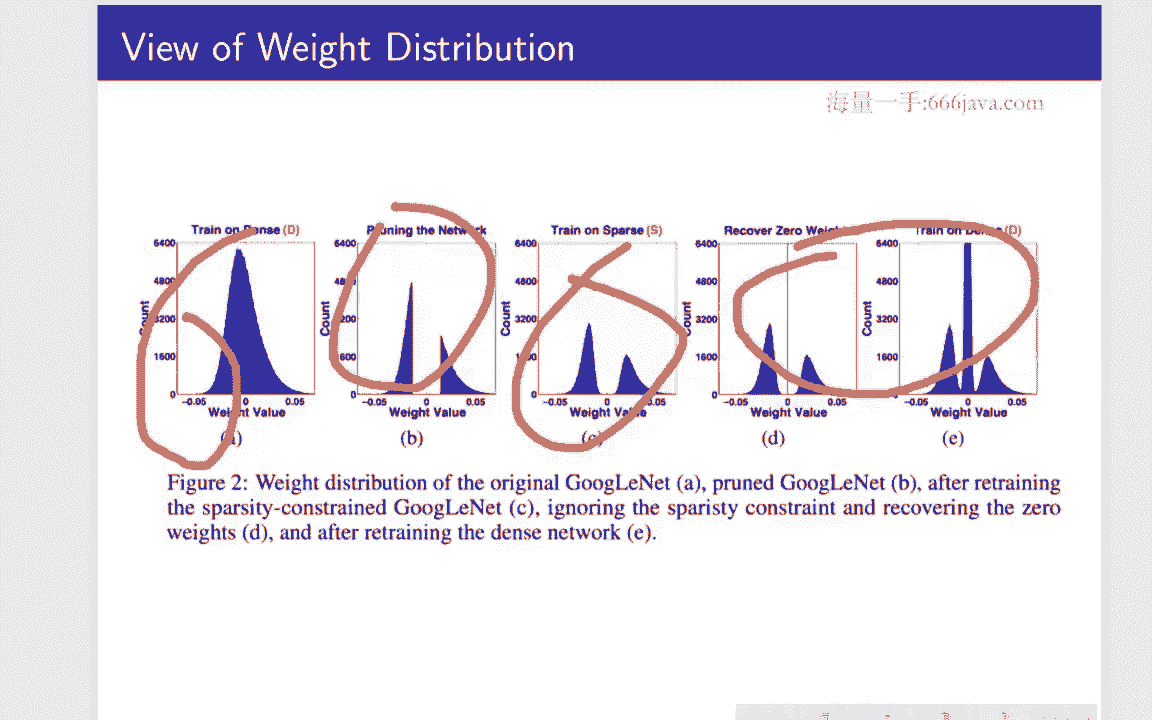 View of Weight Distribution
海量一手:666java.com
Train on Dense (D)
Pruning the Network
Train on Sparse (S)
Recover Zero Weights
Train on Dense (D)
6400 6400 6400 6400 6400
4800 4800 4800 4800 4800
3200 3200 3200 3200 3200
1600 1600 1600 1600
0 0 0 0 0
Count Count Count Count Count
-0.05 0 0.05 -0.05 0 0.05 -0.05 0 0.05 -0.05 0 0.05 -0.05 0 0.05
Weight Value Weight Value Weight Value Weight Value Weight Value
(a) (b) (c) (d) (e)
Figure 2: Weight distribution of the original GoogLeNet (a), pruned GoogLeNet (b), after retraining
the sparsity-constrained GoogLeNet (c), ignoring the sparisty constraint and recovering the zero
weights (d), and after retraining the dense network (e).